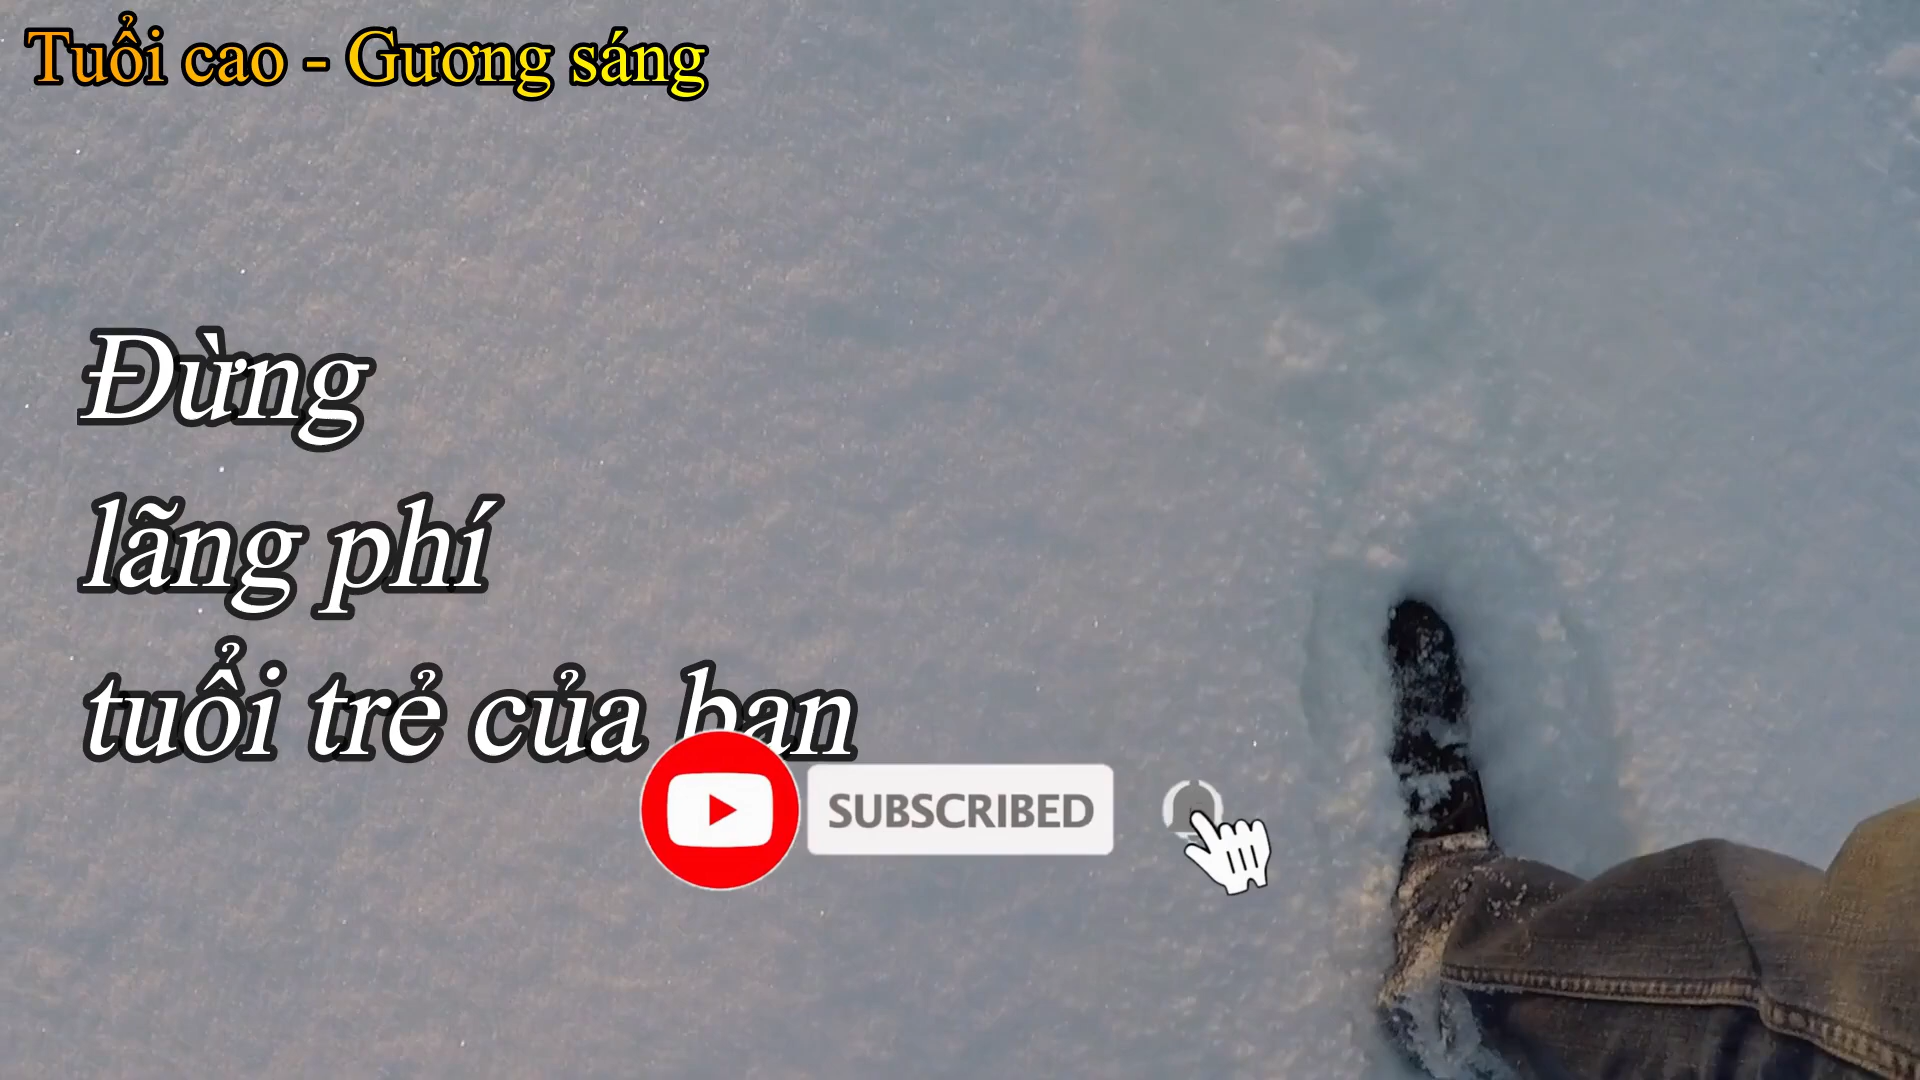 Tuổi cao - Gương sáng
Đừng
lãng phí
tuổi trẻ của bạn
SUBSCRIBED